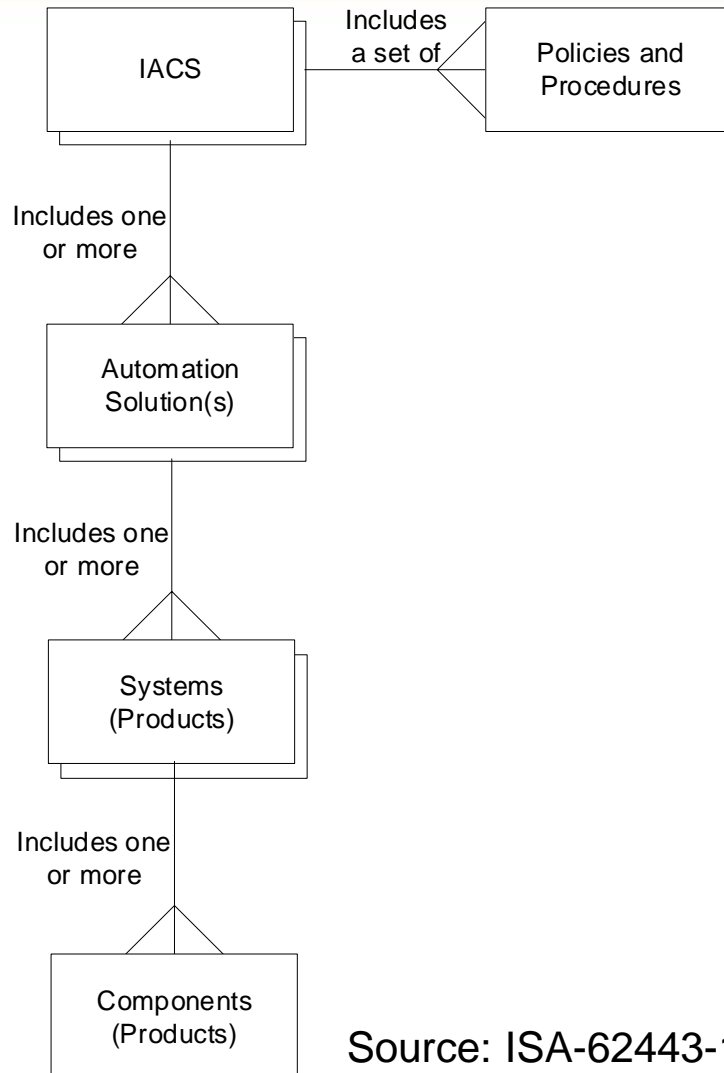 IACS
Includes
a set of
Policies and
Procedures
Includes one
or more
Automation
Solution(s)
Includes one
or more
Systems
(Products)
Includes one
or more
Components
(Products)
Source: ISA-62443-